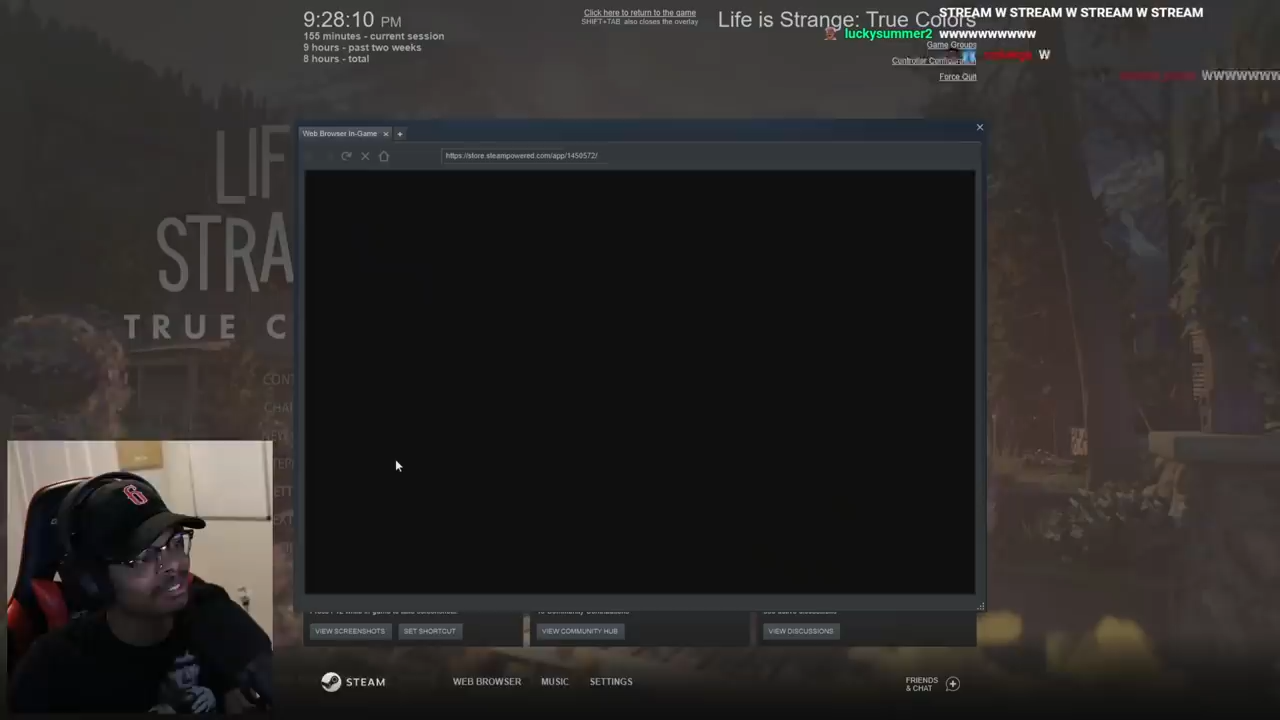 9:28:10 PM
155 minutes - current session
9 hours - past two weeks
8 hours - total
Click here to return to the game
SHIFT+TAB also closes the overlay
Life is Strange: True Colors
Game Groups
Force Quit
STREAM W STREAM W STREAM W STREAM
luckysummer2 wwwwwwwwwww
W
WWWWWWW
LIF
STRA
TRUE C
Web Browser In-Game
https://store.steampowered.com/app/1450572/
VIEW SCREENSHOTS
SET SHORTCUT
VIEW COMMUNITY HUB
VIEW DISCUSSIONS
STEAM
WEB BROWSER
MUSIC
SETTINGS
FRIENDS
& CHAT